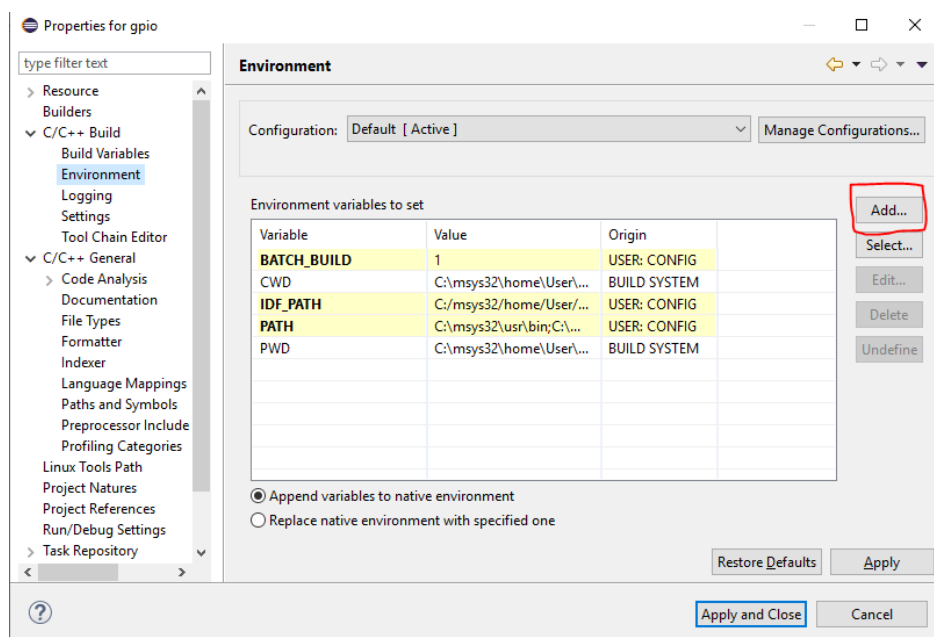 Properties for gpio
type filter text
Resource
Builders
C/C++ Build
Build Variables
Environment
Logging
Settings
Tool Chain Editor
C/C++ General
Code Analysis
Documentation
File Types
Formatter
Indexer
Language Mappings
Paths and Symbols
Preprocessor Include
Profiling Categories
Linux Tools Path
Project Natures
Project References
Run/Debug Settings
Task Repository
Environment
Configuration: Default [ Active ] Manage Configurations...
Environment variables to set
Variable Value Origin
BATCH_BUILD 1 USER: CONFIG
CWD C:\msys32\home\User\... BUILD SYSTEM
IDF_PATH C:/msys32/home/User/... USER: CONFIG
PATH C:\msys32\usr\bin;C:\... USER: CONFIG
PWD C:\msys32\home\User\... BUILD SYSTEM
Add...
Select...
Edit...
Delete
Undefine
Append variables to native environment
Replace native environment with specified one
Restore Defaults Apply
? Apply and Close Cancel